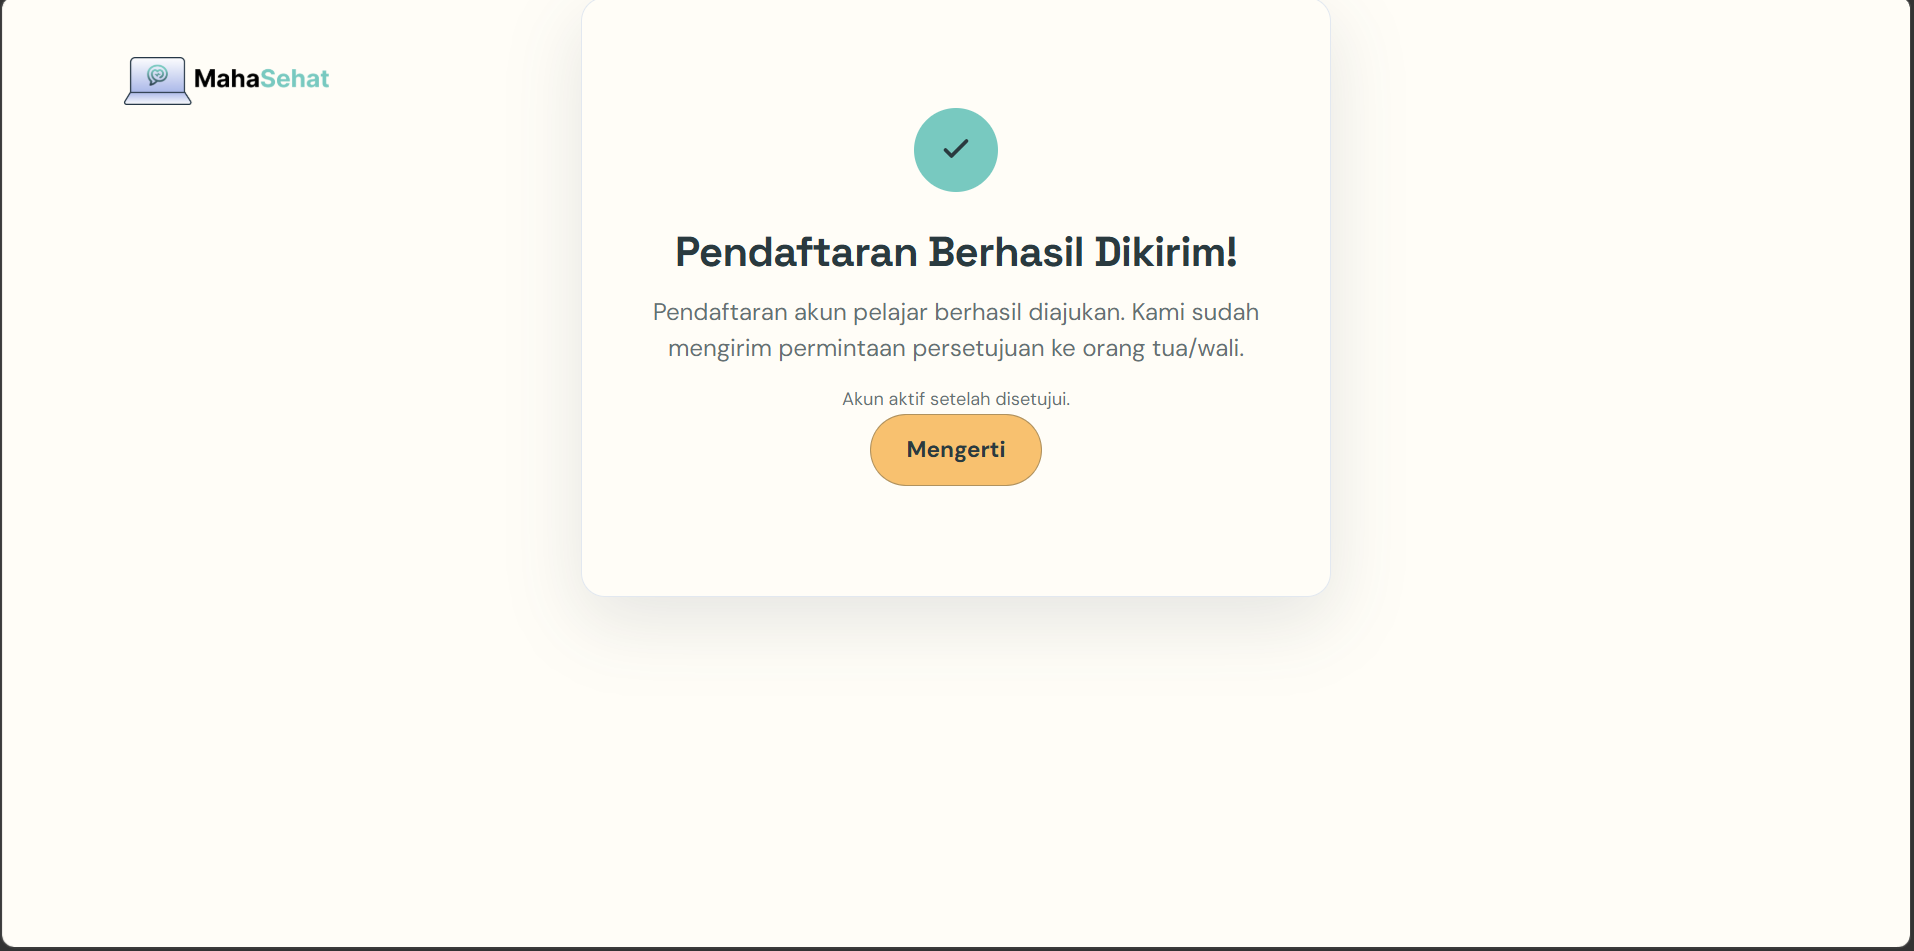 MahaSehat
Pendaftaran Berhasil Dikirim!
Pendaftaran akun pelajar berhasil diajukan. Kami sudah
mengirim permintaan persetujuan ke orang tua/wali.
Akun aktif setelah disetujui.
Mengerti